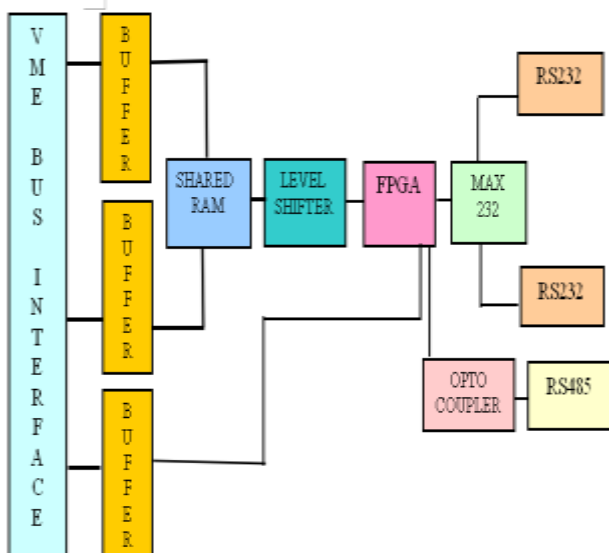 VME BUS INTERFACE
BUFFER
BUFFER
BUFFER
SHARED
RAM
LEVEL
SHIFTER
FPGA
MAX
232
RS232
RS232
OPTO
COUPLER
RS485